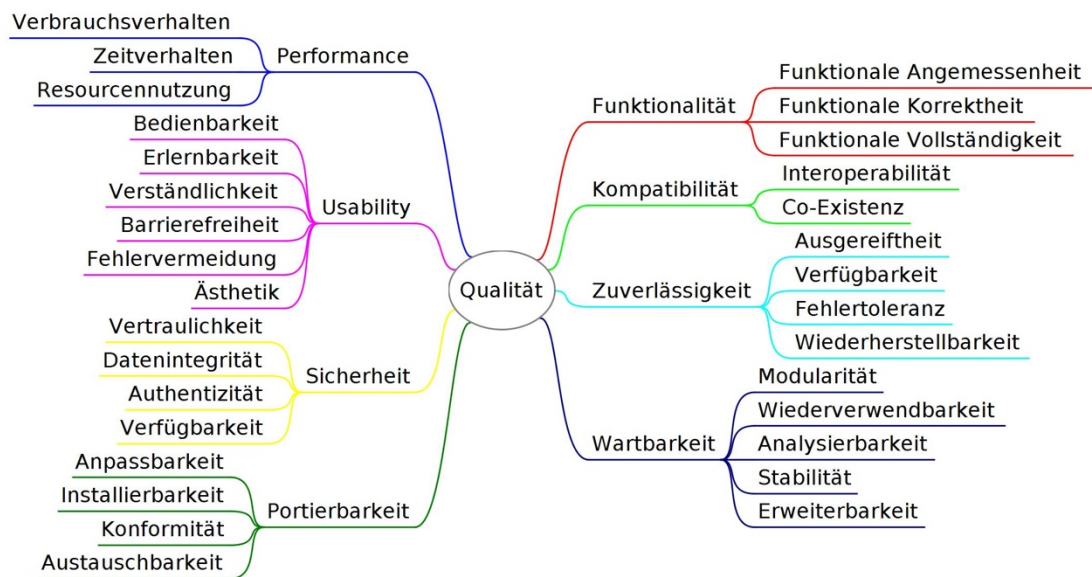 Qualität
Performance
Verbrauchsverhalten
Zeitverhalten
Resourcennutzung
Usability
Bedienbarkeit
Erlernbarkeit
Verständlichkeit
Barrierefreiheit
Fehlervermeidung
Ästhetik
Sicherheit
Vertraulichkeit
Datenintegrität
Authentizität
Verfügbarkeit
Portierbarkeit
Anpassbarkeit
Installierbarkeit
Konformität
Austauschbarkeit
Funktionalität
Funktionale Angemessenheit
Funktionale Korrektheit
Funktionale Vollständigkeit
Kompatibilität
Interoperabilität
Co-Existenz
Zuverlässigkeit
Ausgereiftheit
Verfügbarkeit
Fehlertoleranz
Wiederherstellbarkeit
Wartbarkeit
Modularität
Wiederverwendbarkeit
Analysierbarkeit
Stabilität
Erweiterbarkeit